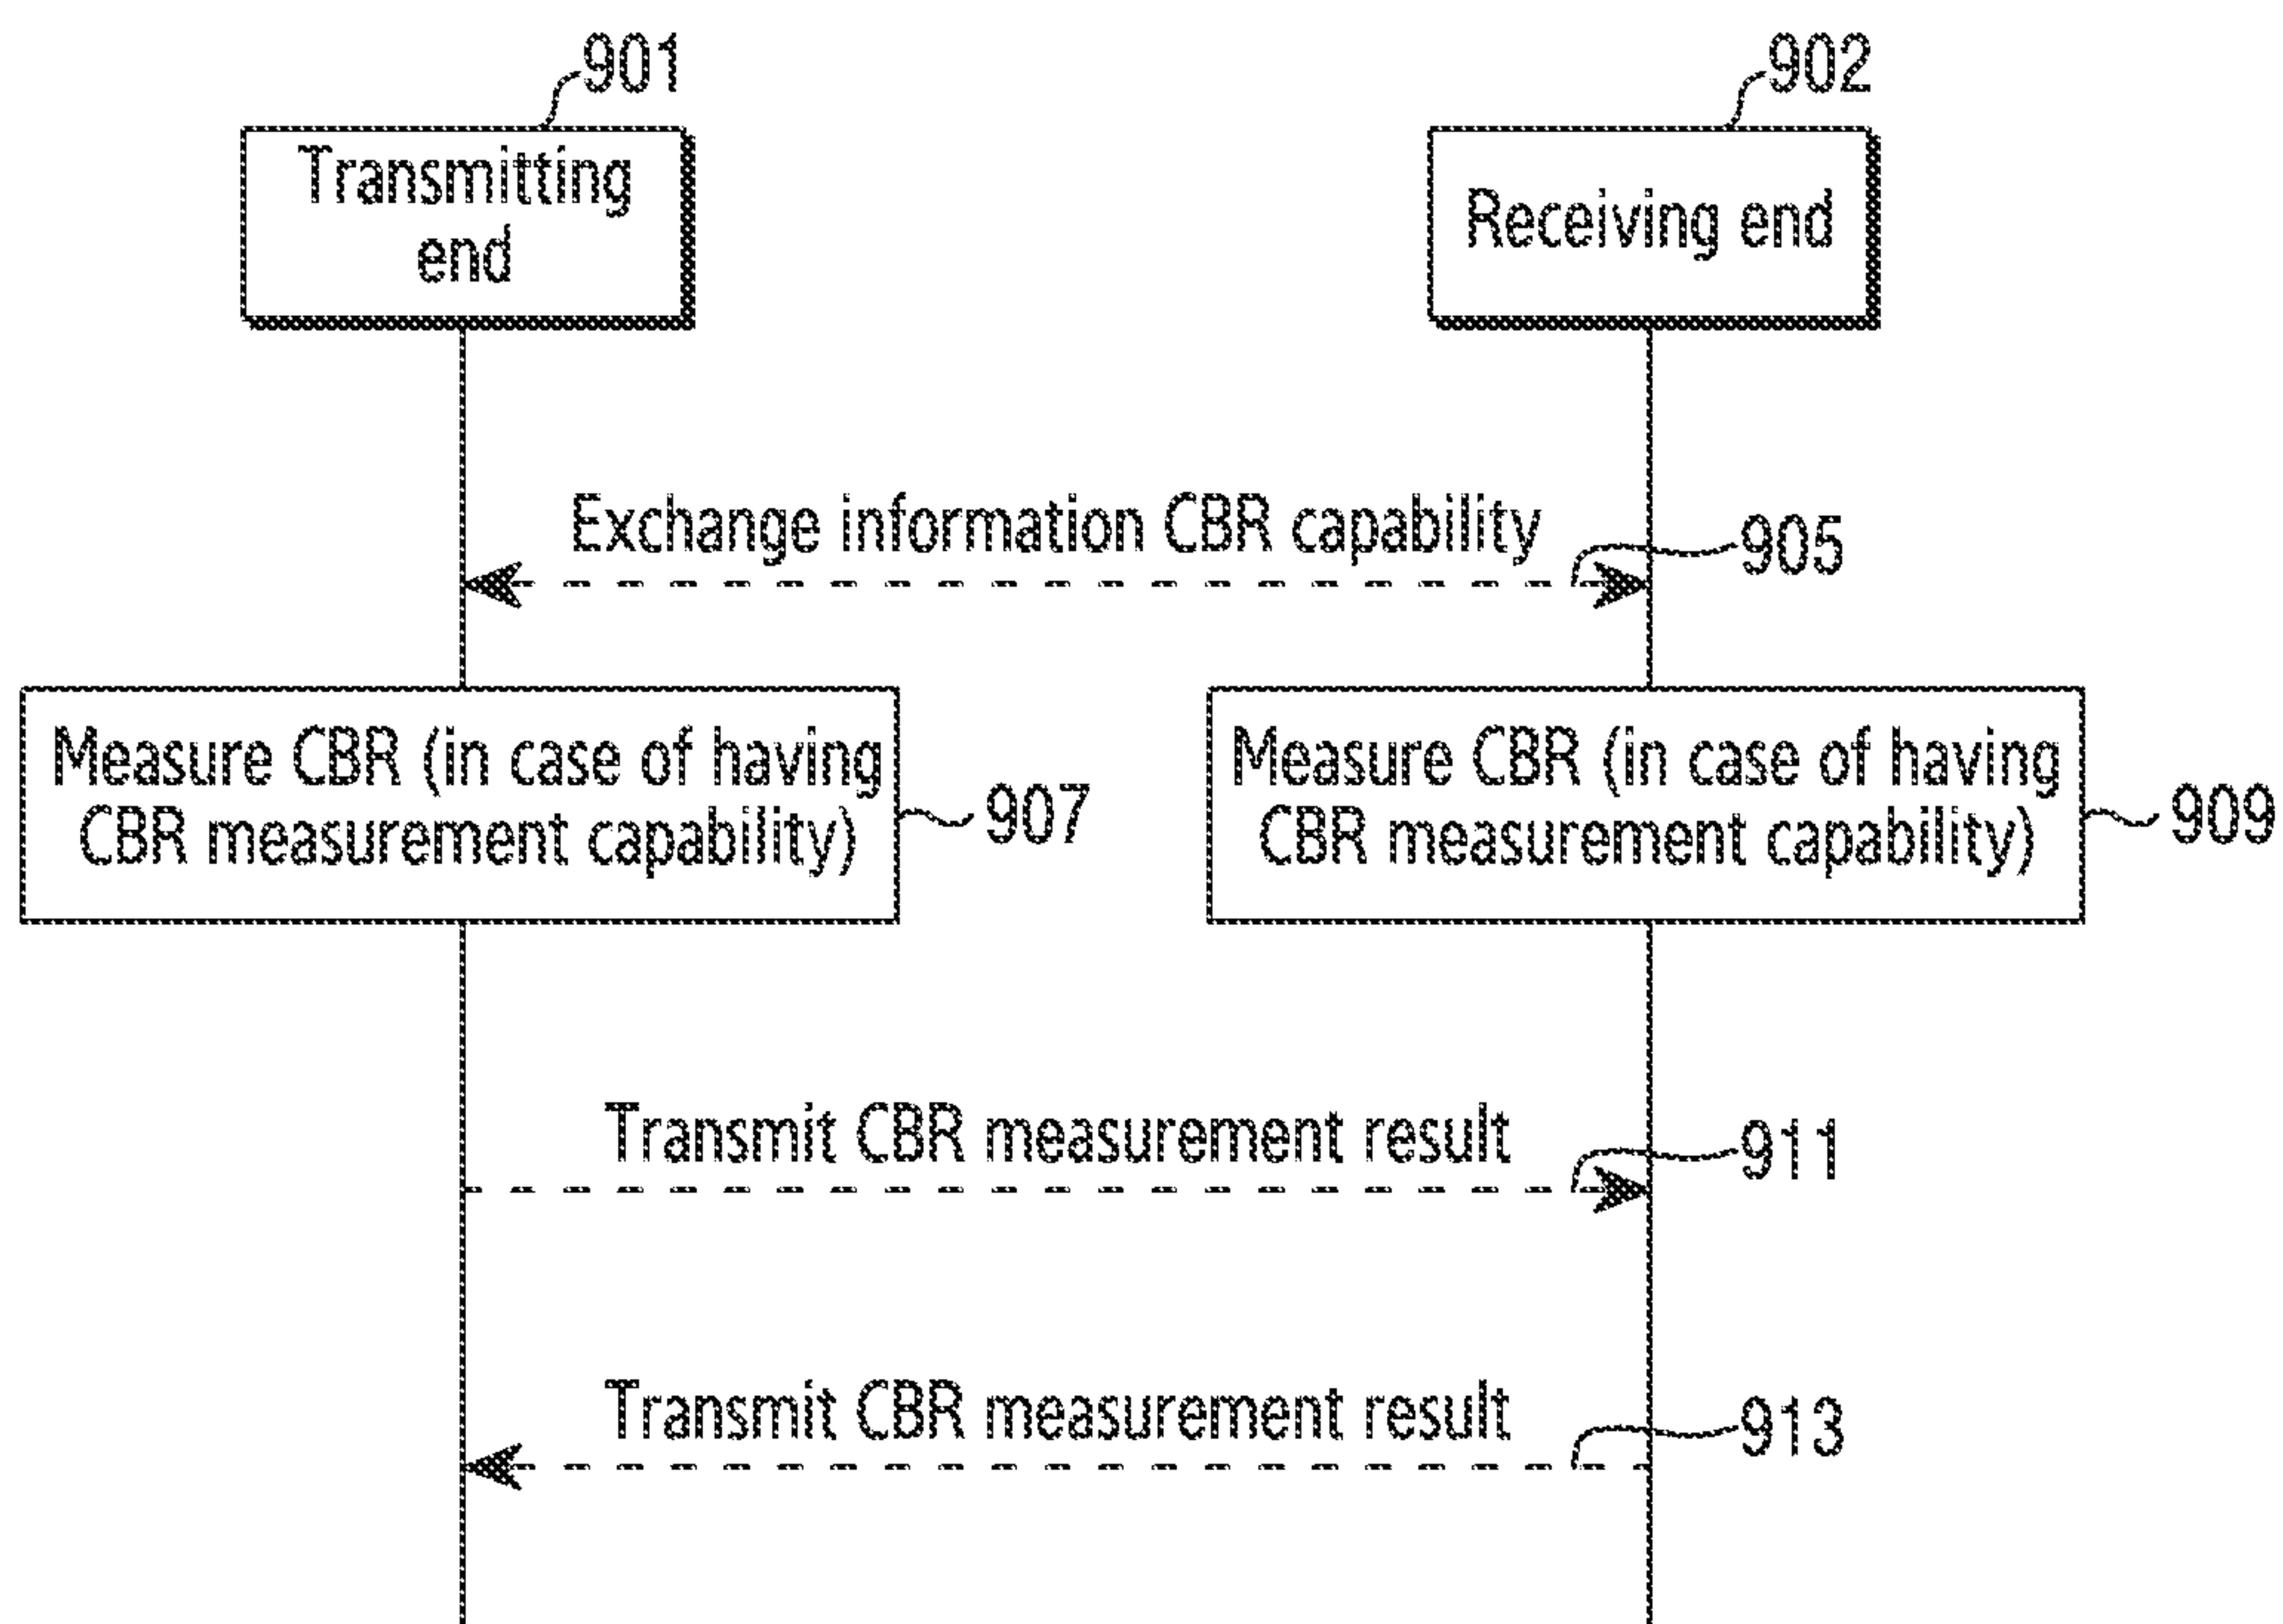 901
902
Transmitting
end
Receiving end
Exchange information CBR capability
905
Measure CBR (in case of having
CBR measurement capability)
907
Measure CBR (in case of having
CBR measurement capability)
909
Transmit CBR measurement result
911
Transmit CBR measurement result
913